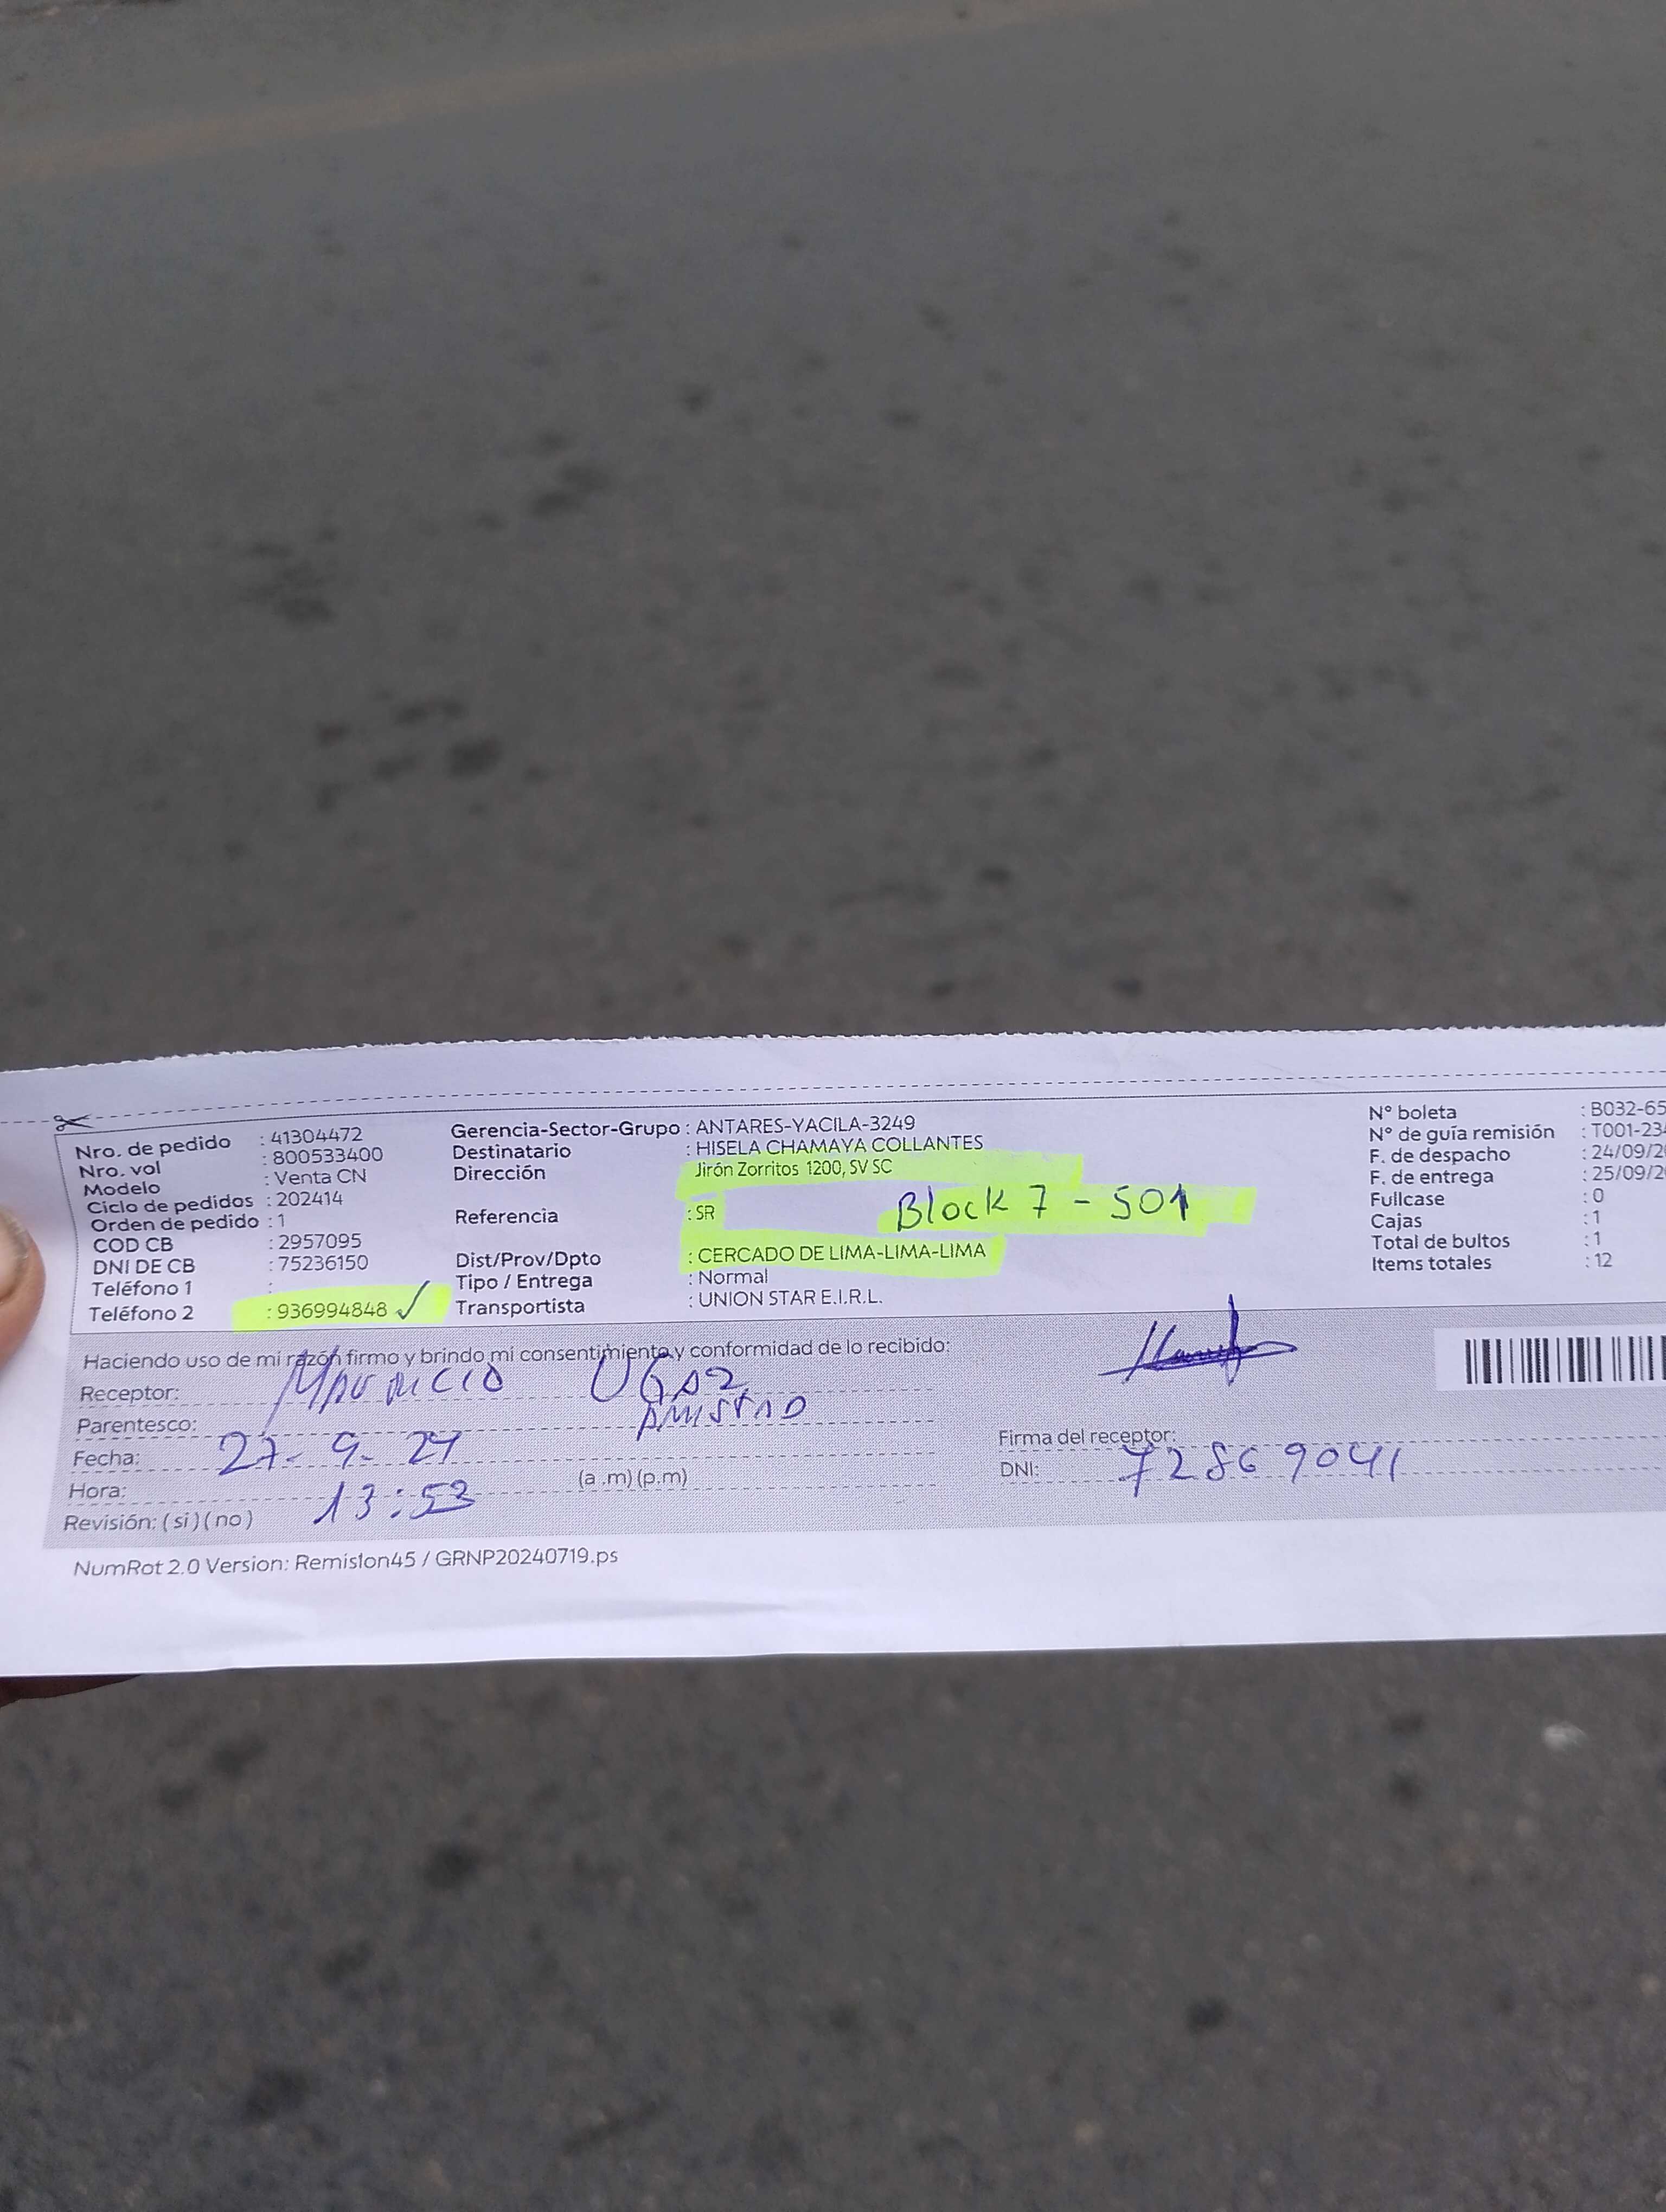 Nro. de pedido : 41304472
Nro. vol : 800533400
Modelo : Venta CN
Ciclo de pedidos : 202414
Orden de pedido : 1
COD CB : 2957095
DNI DE CB : 75236150
Teléfono 1 :
Teléfono 2 : 936994848 ✓
Gerencia-Sector-Grupo : ANTARES-YACILA-3249
Destinatario : HISELA CHAMAYA COLLANTES
Dirección Jirón Zorritos 1200, SV SC
Referencia : SR Block 7 - 501
Dist/Prov/Dpto : CERCADO DE LIMA-LIMA-LIMA
Tipo / Entrega : Normal
Transportista : UNION STAR E.I.R.L.
N° boleta : B032-65
N° de guía remisión : T001-234
F. de despacho : 24/09/2
F. de entrega : 25/09/2
Fullcase : 0
Cajas : 1
Total de bultos : 1
Items totales : 12
Haciendo uso de mi razón firmo y brindo mi consentimiento y conformidad de lo recibido:
Receptor: MAURICIO UGAZ
Parentesco: AMISTAD
Fecha: 27-9-24
Hora: 13:53 (a .m) (p.m)
Revisión: ( si ) ( no )
Firma del receptor:
DNI: 72869041
NumRot 2.0 Version: Remision45 / GRNP20240719.ps